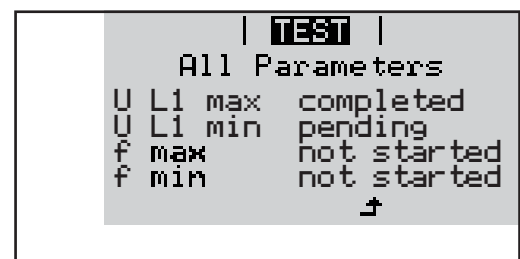 | TEST |
All Parameters
U L1 max completed
U L1 min pending
f max not started
f min not started